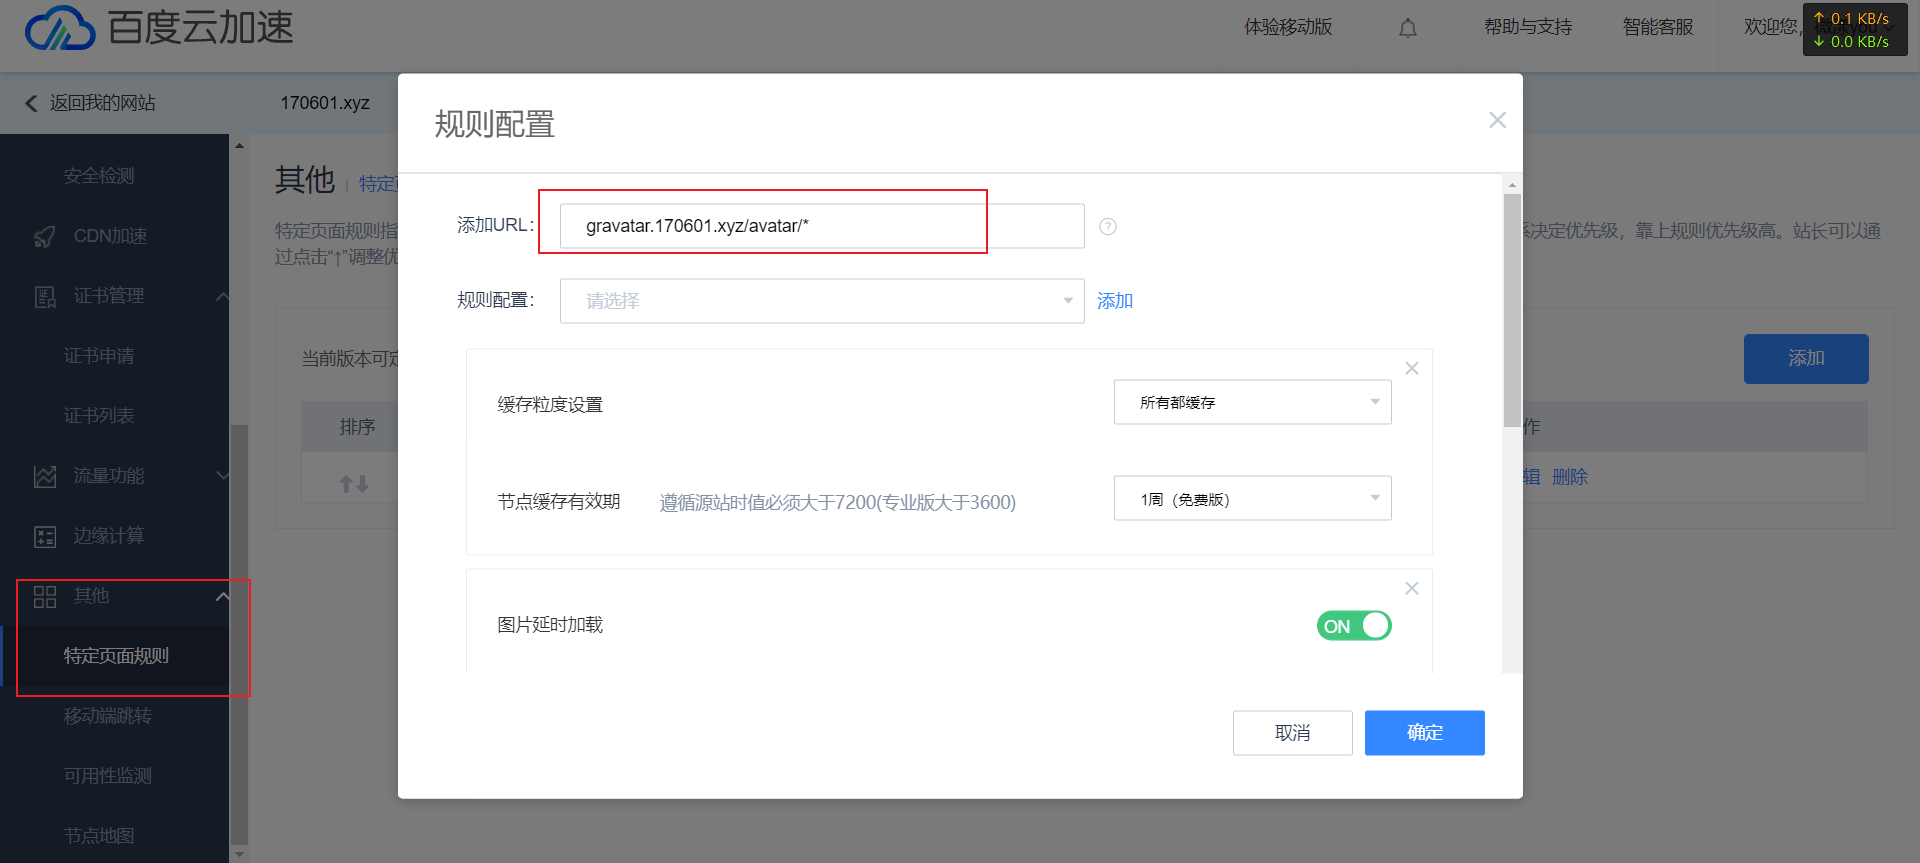 百度云加速
体验移动版
帮助与支持
智能客服
欢迎您,
↑ 0.1 KB/s
↓ 0.0 KB/s
返回我的网站
170601.xyz
安全检测
CDN加速
证书管理
证书申请
证书列表
流量功能
边缘计算
其他
特定页面规则
移动端跳转
可用性监测
节点地图
其他
特定
特定页面规则指
系决定优先级，靠上规则优先级高。站长可以通
过点击“↑”调整优
当前版本可定
添加
排序
作
辑 删除
规则配置
添加URL：
gravatar.170601.xyz/avatar/*
规则配置：
请选择
添加
缓存粒度设置
所有都缓存
节点缓存有效期
遵循源站时值必须大于7200(专业版大于3600)
1周（免费版）
图片延时加载
ON
取消
确定